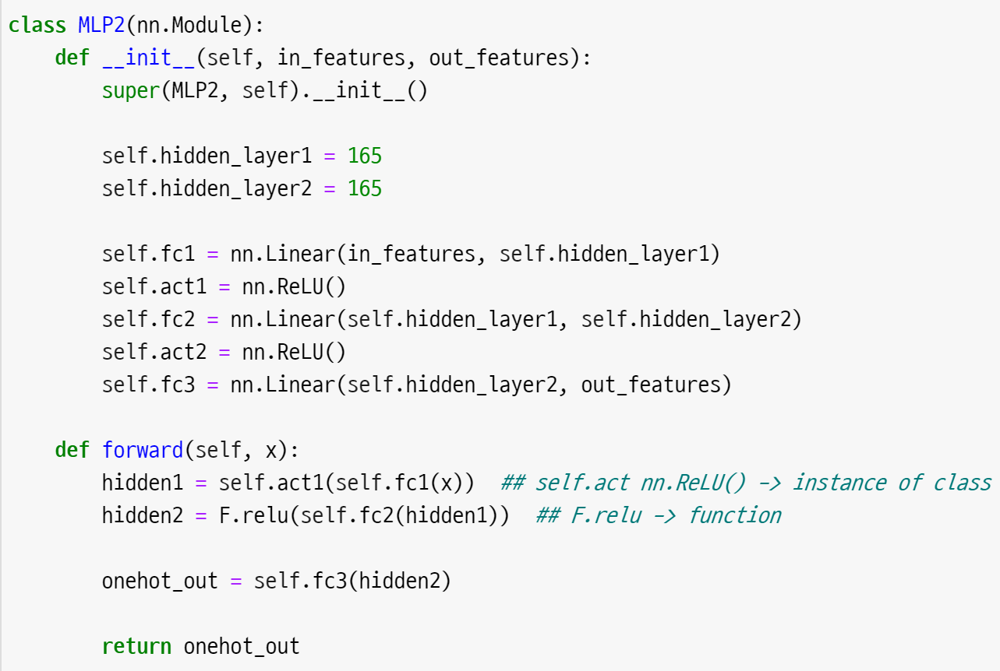 class MLP2(nn.Module):
    def __init__(self, in_features, out_features):
        super(MLP2, self).__init__()

        self.hidden_layer1 = 165
        self.hidden_layer2 = 165

        self.fc1 = nn.Linear(in_features, self.hidden_layer1)
        self.act1 = nn.ReLU()
        self.fc2 = nn.Linear(self.hidden_layer1, self.hidden_layer2)
        self.act2 = nn.ReLU()
        self.fc3 = nn.Linear(self.hidden_layer2, out_features)

    def forward(self, x):
        hidden1 = self.act1(self.fc1(x))  ## self.act nn.ReLU() -> instance of class
        hidden2 = F.relu(self.fc2(hidden1))  ## F.relu -> function

        onehot_out = self.fc3(hidden2)

        return onehot_out